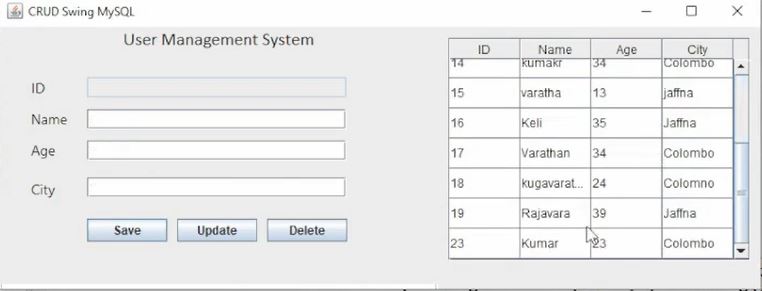 CRUD Swing MySQL
User Management System
ID
Name
Age
City
Save Update Delete
ID Name Age City
14 kumakr 34 Colombo
15 varatha 13 jaffna
16 Keli 35 Jaffna
17 Varathan 34 Colombo
18 kugavarat... 24 Colomno
19 Rajavara 39 Jaffna
23 Kumar 23 Colombo